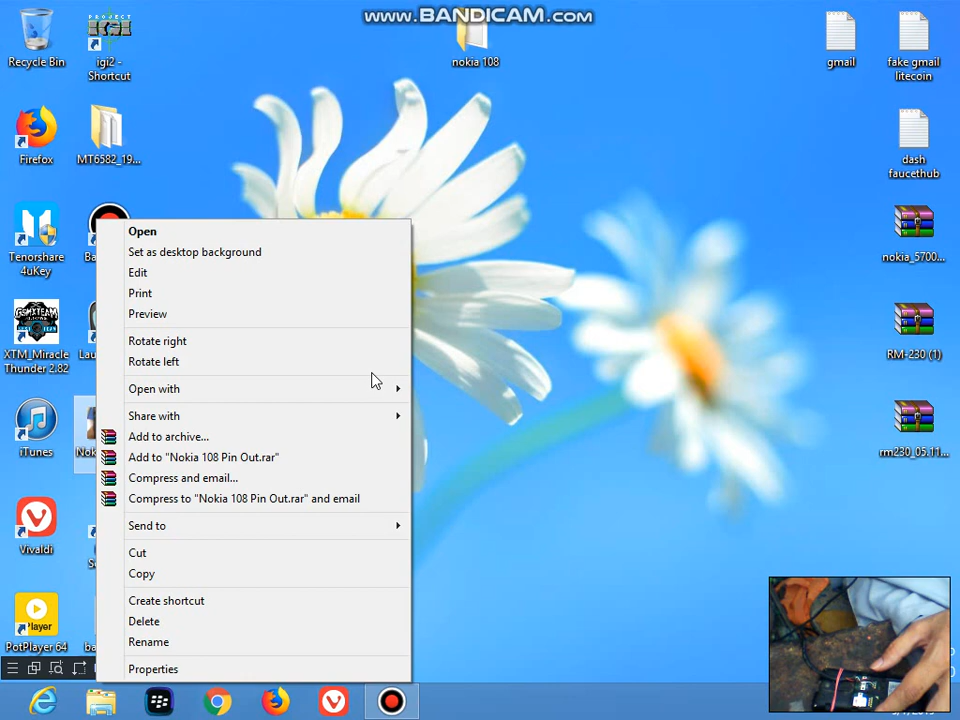 www.BANDICAM.com
Recycle Bin
PROJECT
IGI
igi2 -
Shortcut
nokia 108
gmail
fake gmail
litecoin
Firefox
MT6582_19...
dash
faucethub
Tenorshare
4uKey
nokia_5700...
XTM_Miracle
Thunder 2.82
RM-230 (1)
iTunes
rm230_05.11...
Vivaldi
Player
PotPlayer 64
Open
Set as desktop background
Edit
Print
Preview
Rotate right
Rotate left
Open with
Share with
Add to archive...
Add to "Nokia 108 Pin Out.rar"
Compress and email...
Compress to "Nokia 108 Pin Out.rar" and email
Send to
Cut
Copy
Create shortcut
Delete
Rename
Properties